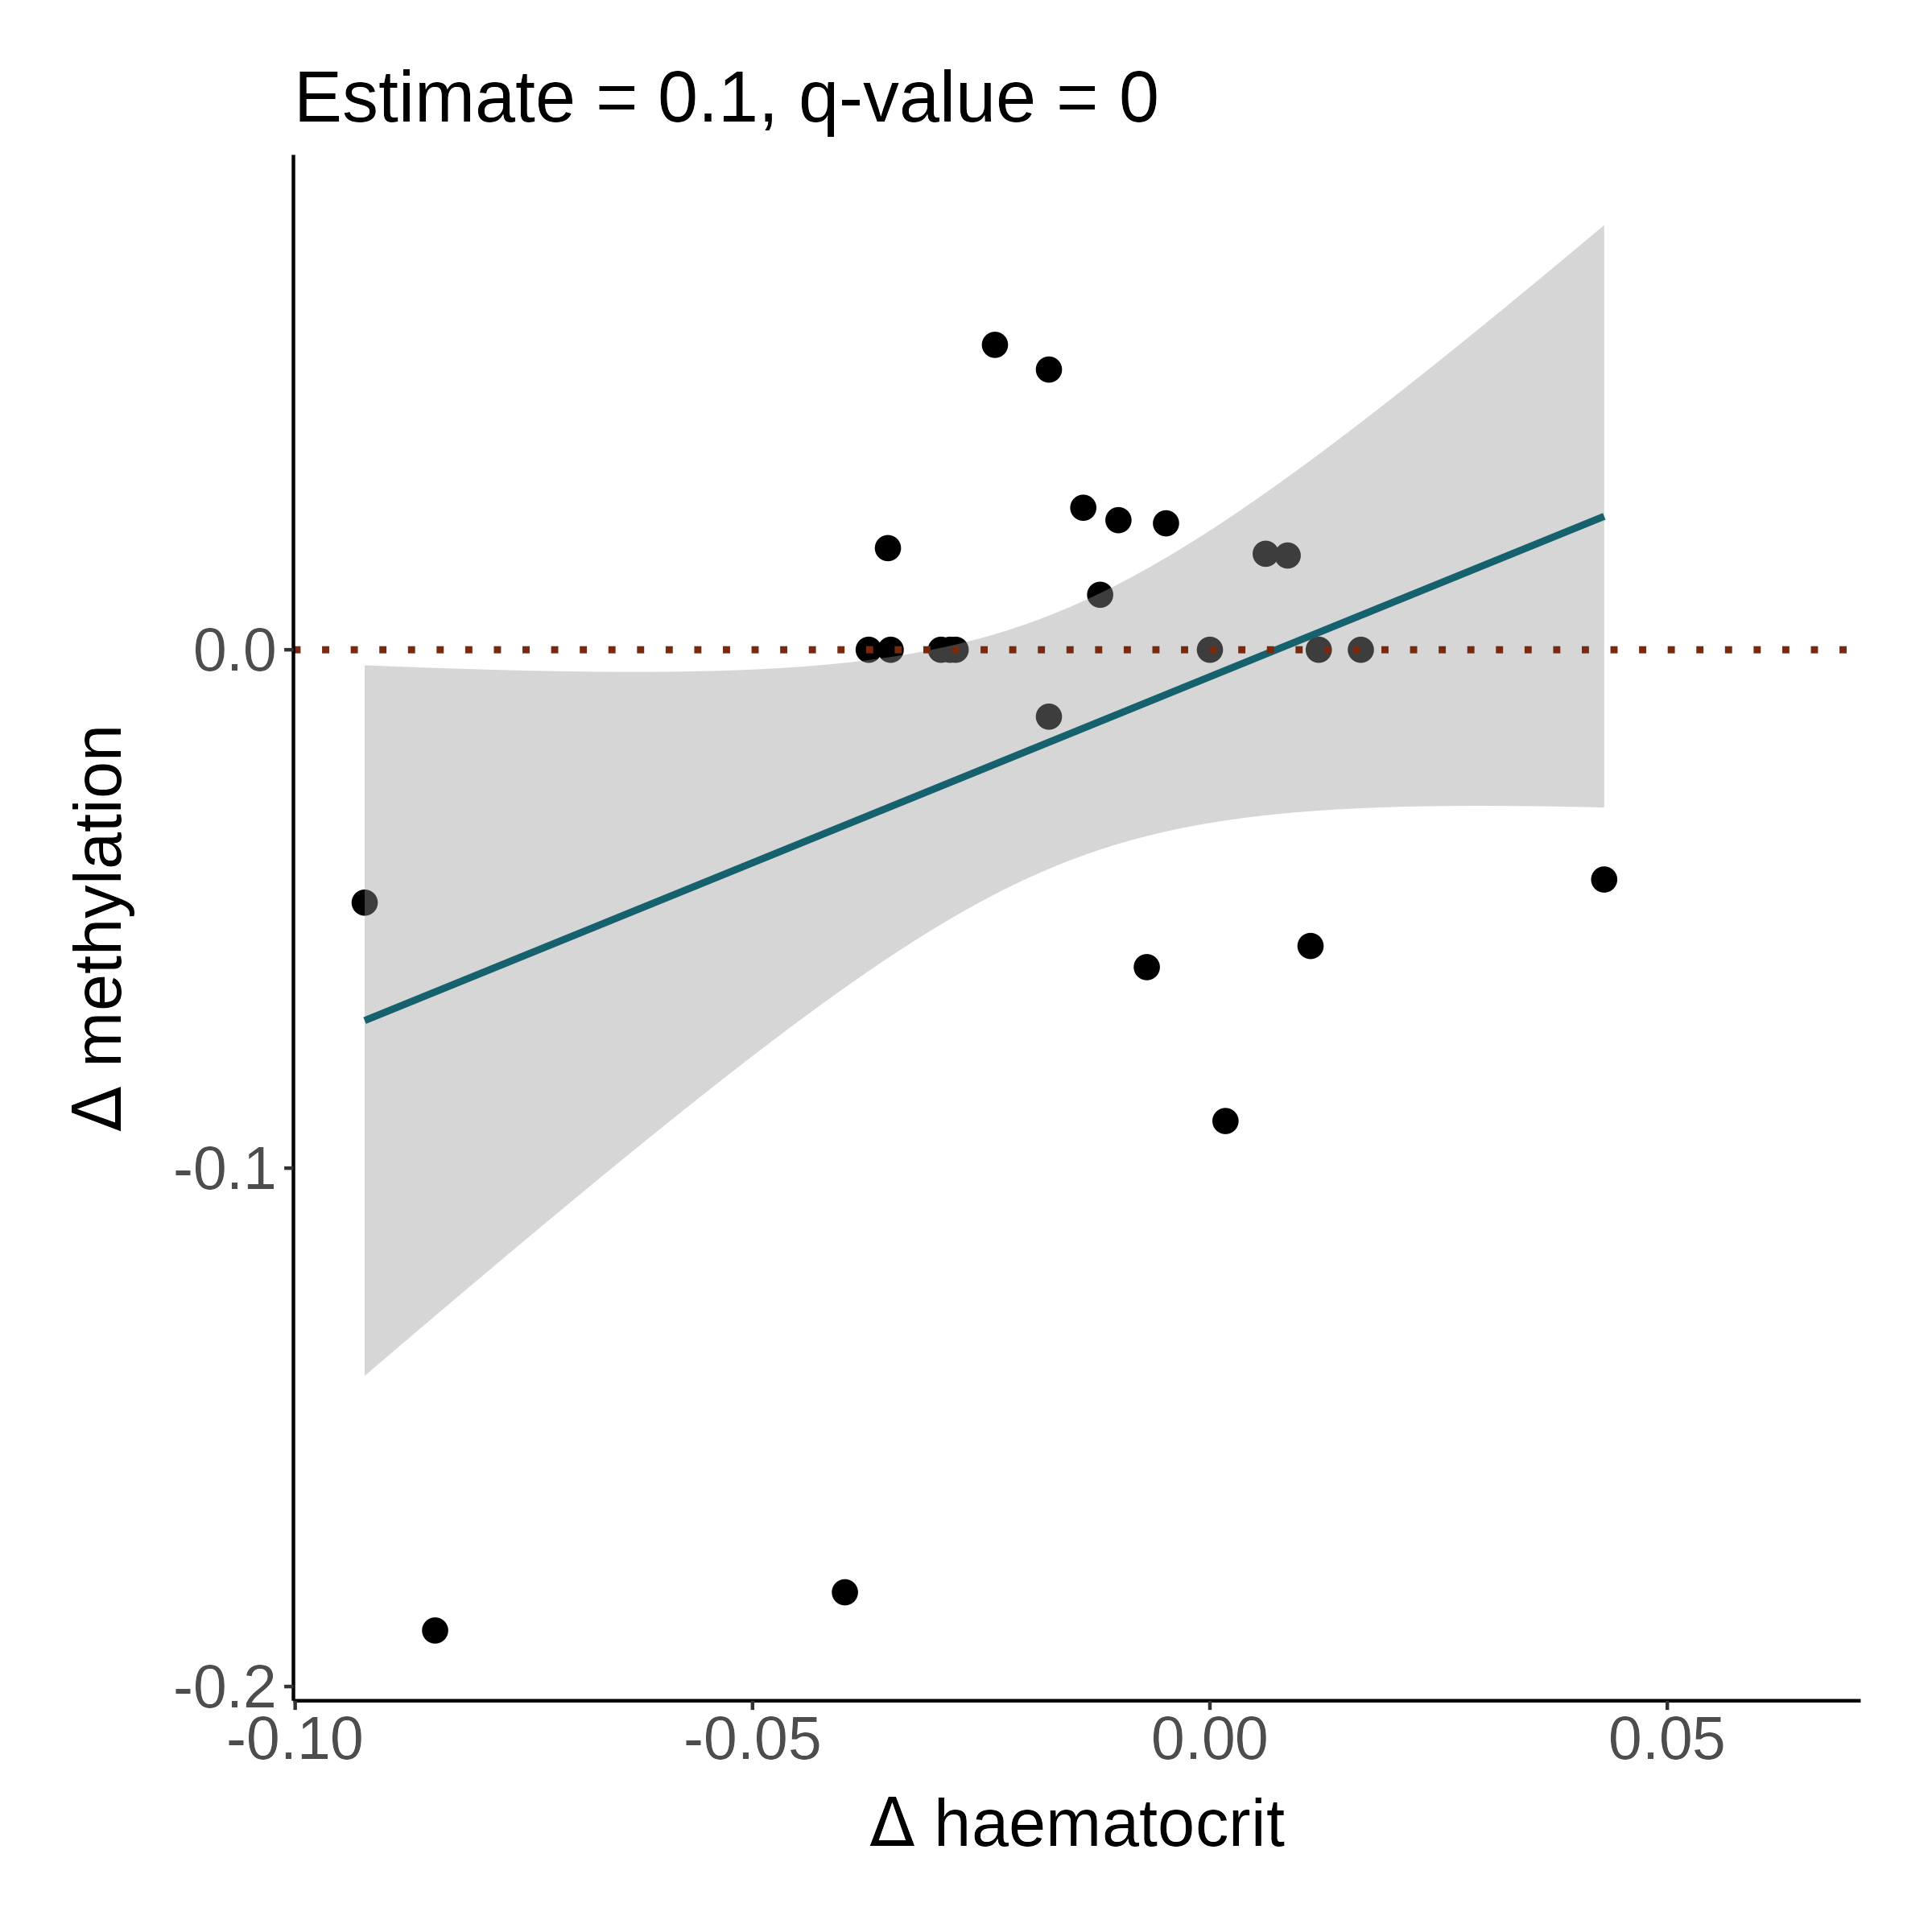 Estimate = 0.1, q-value = 0
0.0
-0.1
-0.2
Δ methylation
-0.10 -0.05 0.00 0.05
Δ haematocrit